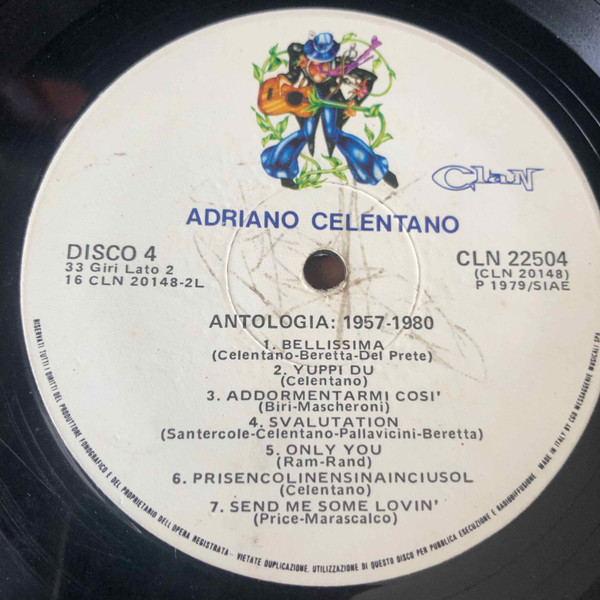 Clan
ADRIANO CELENTANO
DISCO 4
33 Giri Lato 2
16 CLN 20148-2L
CLN 22504
(CLN 20148)
P 1979/SIAE
ANTOLOGIA: 1957-1980
1. BELLISSIMA
(Celentano-Beretta-Del Prete)
2. YUPPI DU
(Celentano)
3. ADDORMENTARMI COSI'
(Biri-Mascheroni)
4. SVALUTATION
(Santercole-Celentano-Pallavicini-Beretta)
5. ONLY YOU
(Ram-Rand)
6. PRISENCOLINENSINAINCIUSOL
(Celentano)
7. SEND ME SOME LOVIN'
(Price-Marascalco)
RISERVATI TUTTI I DIRITTI DEL PRODUTTORE FONOGRAFICO E DEL PROPRIETARIO DELL'OPERA REGISTRATA - VIETATE DUPLICAZIONE, UTILIZZAZIONE DI QUESTO DISCO PER PUBBLICA ESECUZIONE E RADIODIFFUSIONE. MADE IN ITALY BY CGD MESSAGGERIE MUSICALI SPA